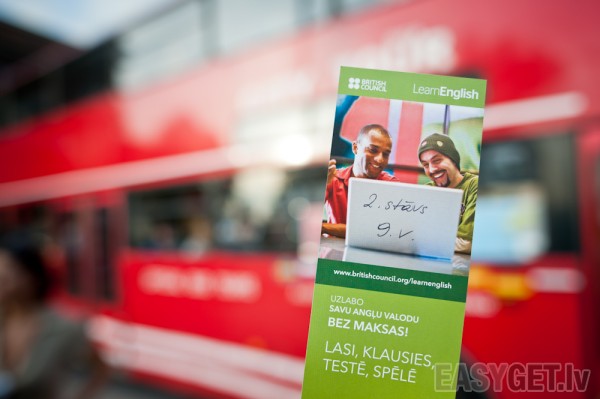 BRITISH
COUNCIL
LearnEnglish
2. stāvs
9. v.
www.britishcouncil.org/learnenglish
UZLABO
SAVU ANGĻU VALODU
BEZ MAKSAS!
LASI, KLAUSIES,
TESTĒ, SPĒLĒ
EASYGET.lv